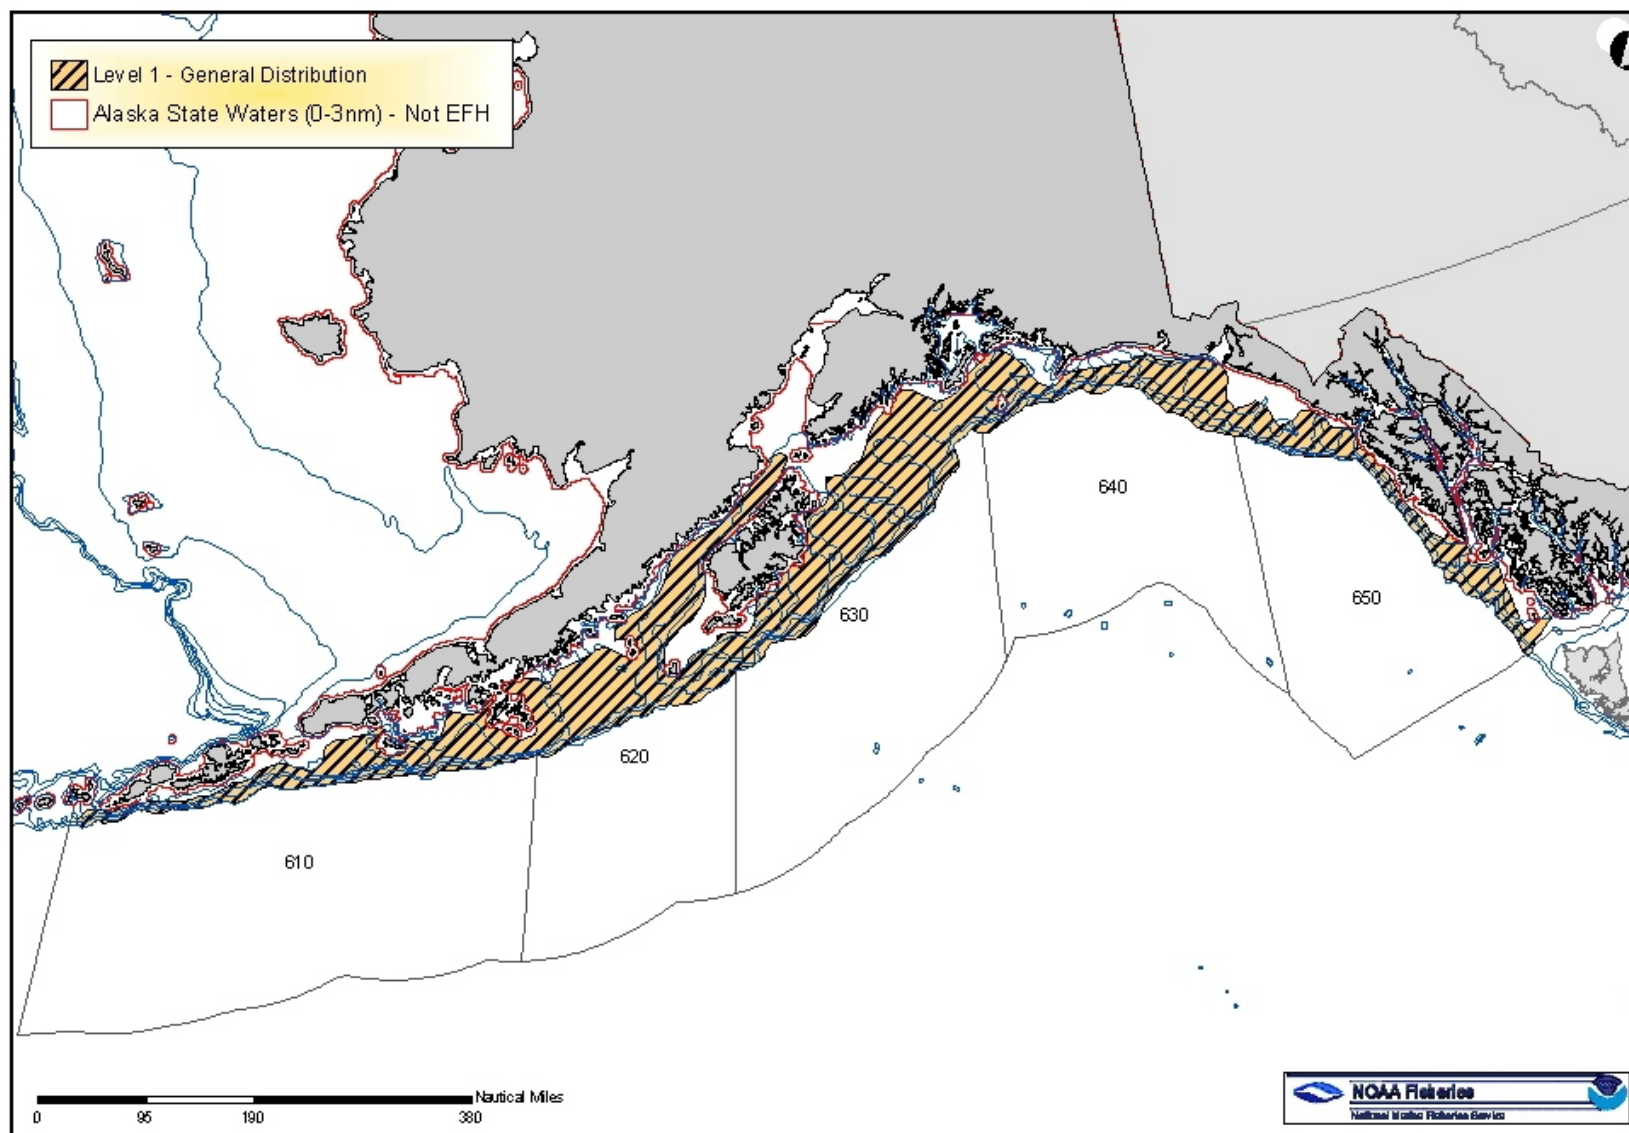 Level 1 - General Distribution
Alaska State Waters (0-3nm) - Not EFH
640
650
630
620
610
Nautical Miles
0 95 190 380
NOAA Fisheries
National Marine Fisheries Service